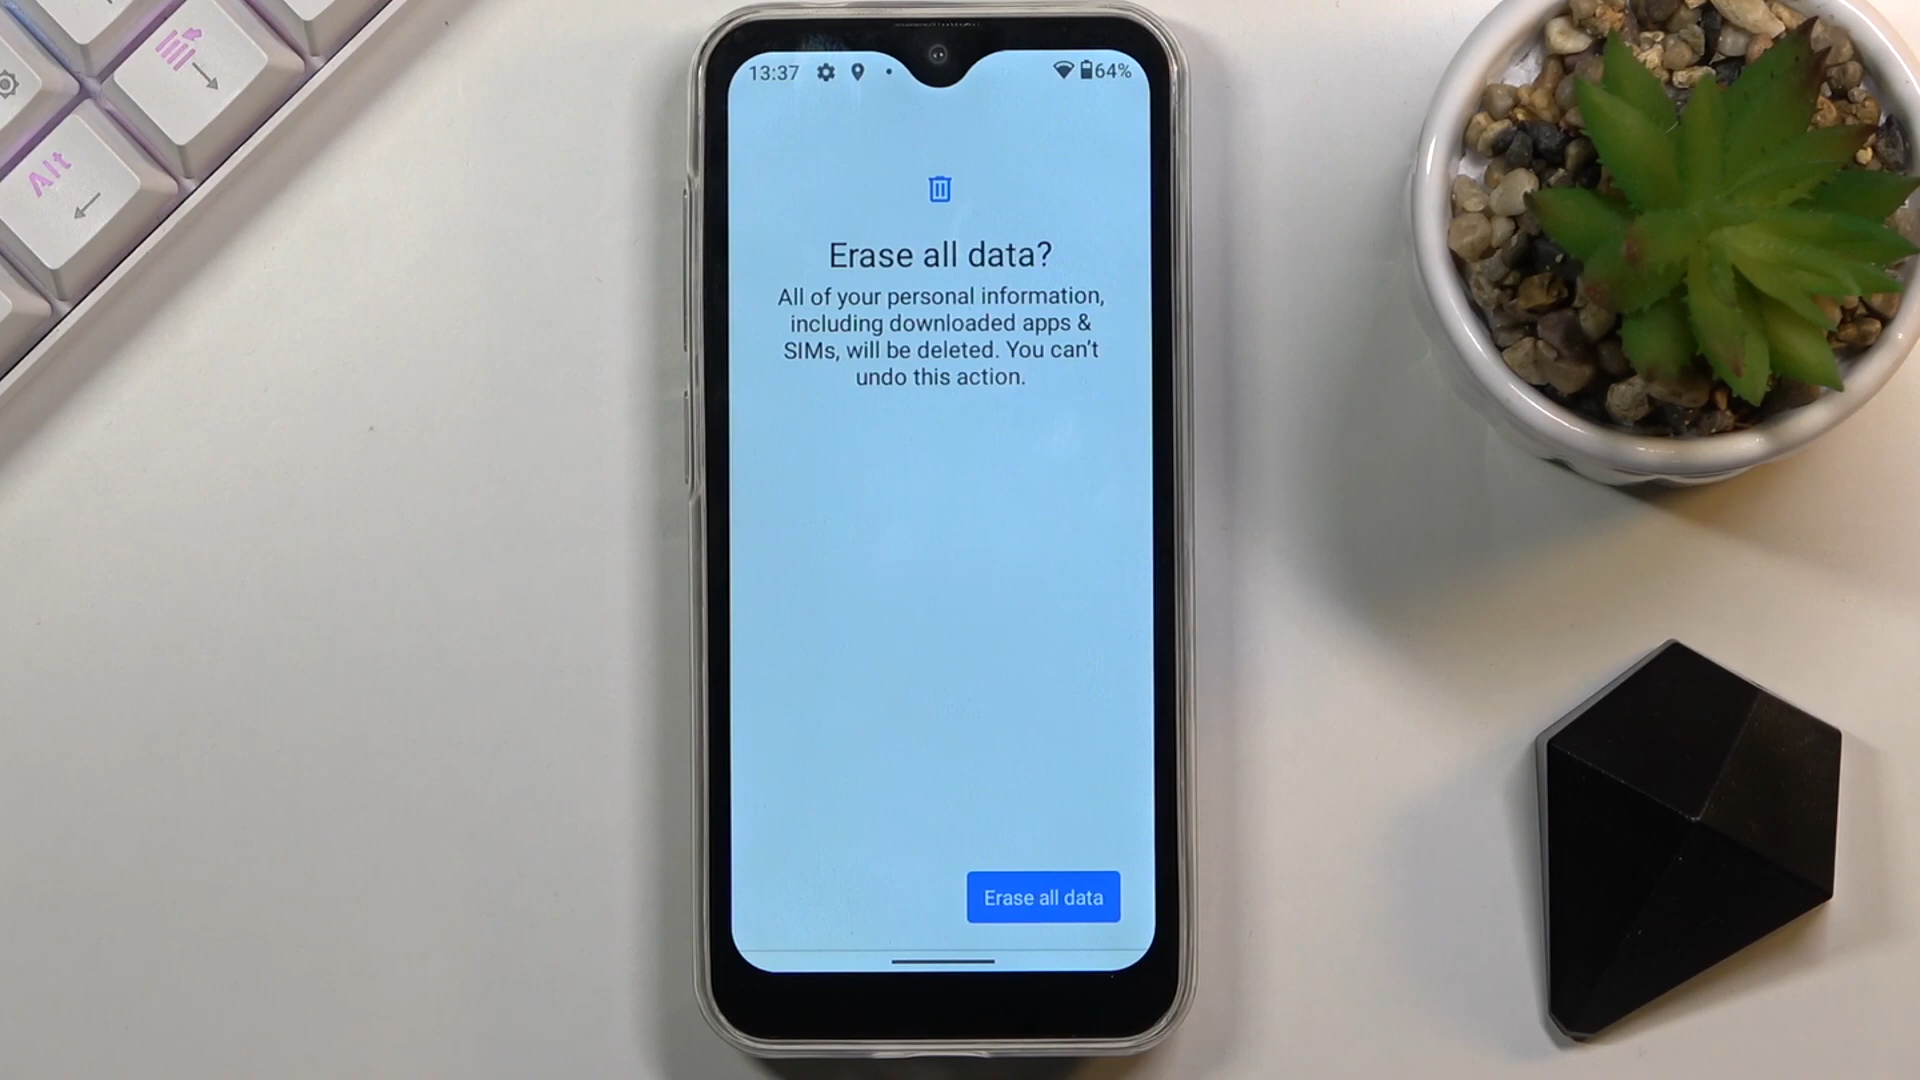 Alt
13:37
64%
Erase all data?
All of your personal information,
including downloaded apps &
SIMs, will be deleted. You can't
undo this action.
Erase all data